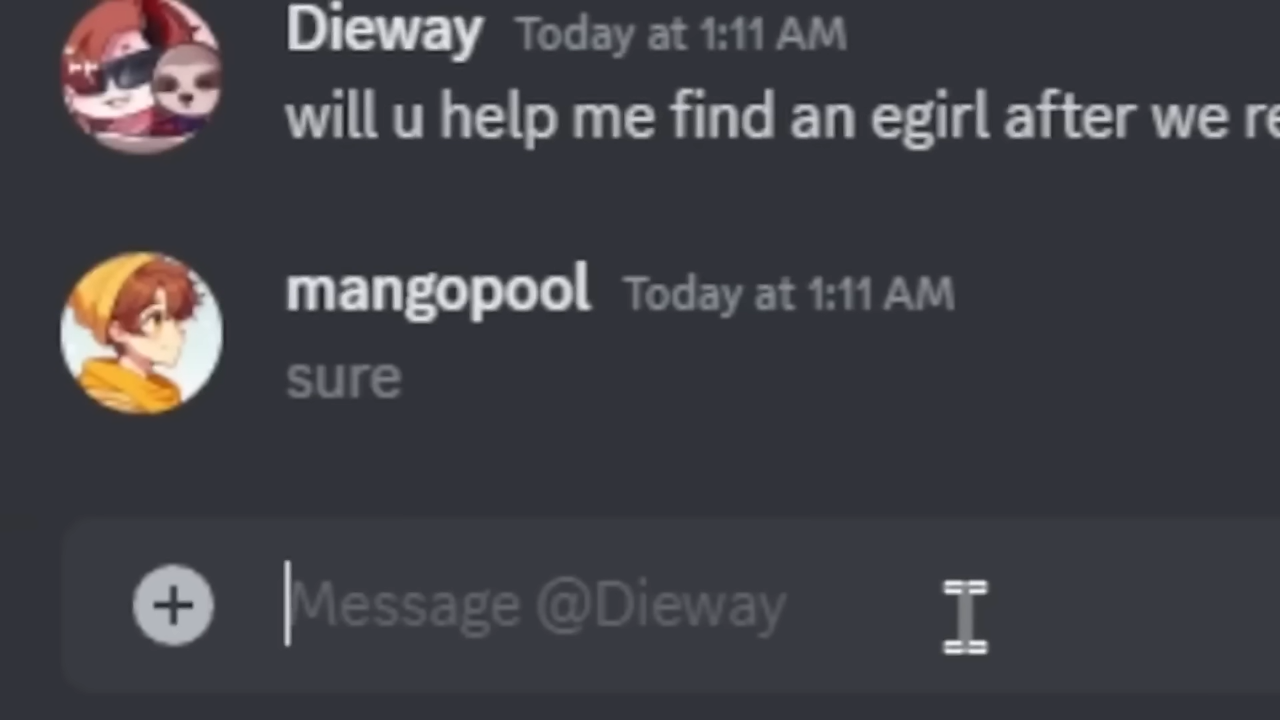 Dieway Today at 1:11 AM
will u help me find an egirl after we
mangopool Today at 1:11 AM
sure
Message @Dieway